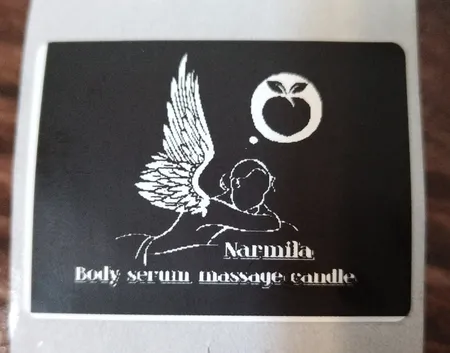 Narmila
Body serum massage candle